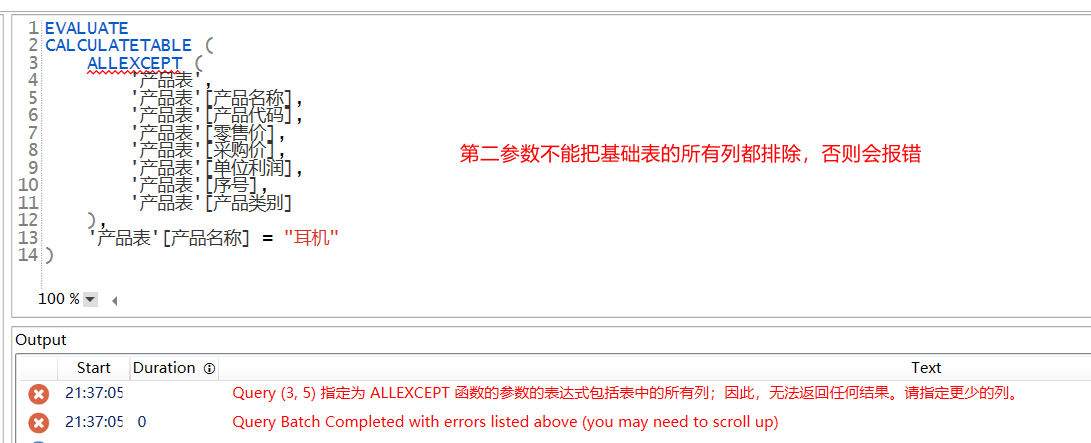 1 EVALUATE
2 CALCULATETABLE (
3 ALLEXCEPT (
4 '产品表',
5 '产品表'[产品名称],
6 '产品表'[产品代码],
7 '产品表'[零售价],
8 '产品表'[采购价],
9 '产品表'[单位利润],
10 '产品表'[序号],
11 '产品表'[产品类别]
12 ),
13 '产品表'[产品名称] = "耳机"
14 )
第二参数不能把基础表的所有列都排除，否则会报错
100 %
Output
Start Duration Text
21:37:05 Query (3, 5) 指定为 ALLEXCEPT 函数的参数的表达式包括表中的所有列；因此，无法返回任何结果。请指定更少的列。
21:37:05 0 Query Batch Completed with errors listed above (you may need to scroll up)